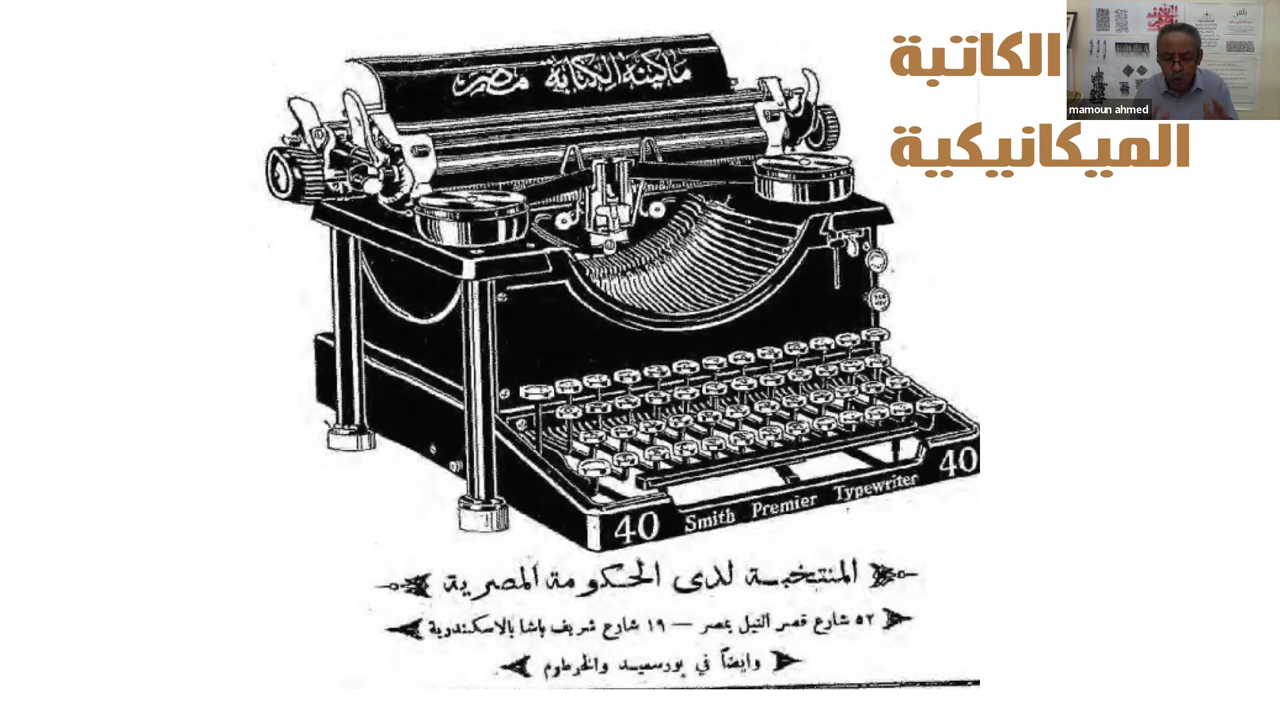 الكاتبة
الميكانيكية
mamoun ahmed
ماكينة الكتابة مصر
40 Smith Premier Typewriter 40
المنتخبة لدى الحكومة المصرية
٥٣ شارع قصر النيل بمصر — ١٩ شارع شريف باشا بالاسكندرية
وايضاً في بورسعيد والخرطوم